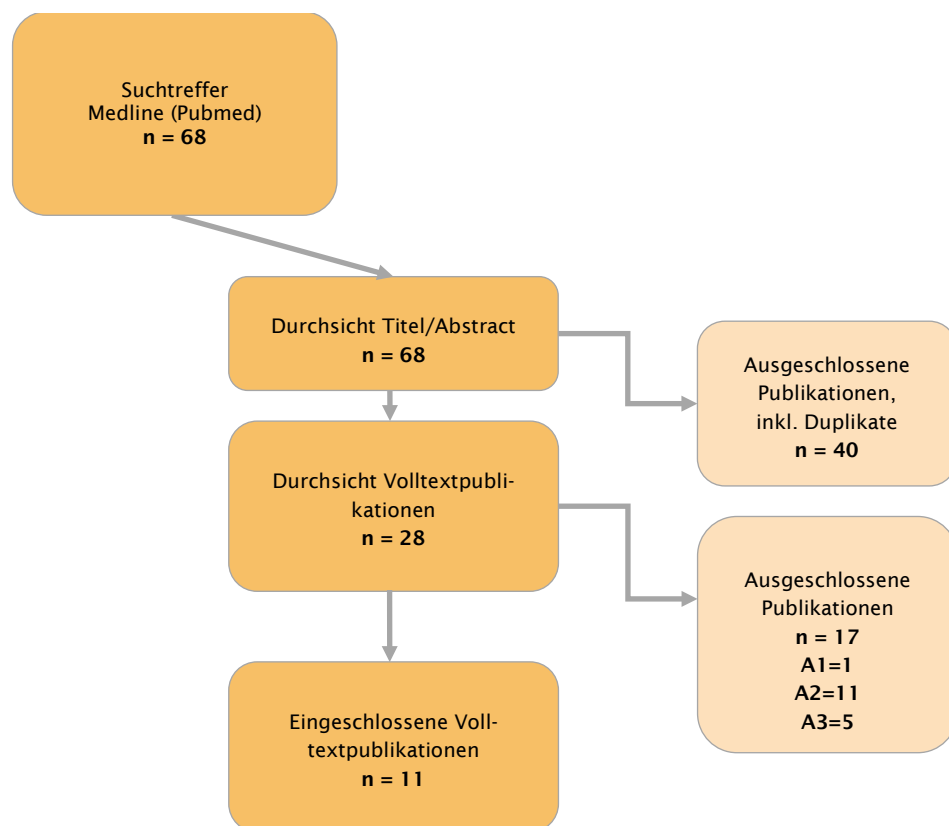 Suchtreffer
Medline (Pubmed)
n = 68
Durchsicht Titel/Abstract
n = 68
Ausgeschlossene
Publikationen,
inkl. Duplikate
n = 40
Durchsicht Volltextpubli-
kationen
n = 28
Ausgeschlossene
Publikationen
n = 17
A1=1
A2=11
A3=5
Eingeschlossene Voll-
textpublikationen
n = 11